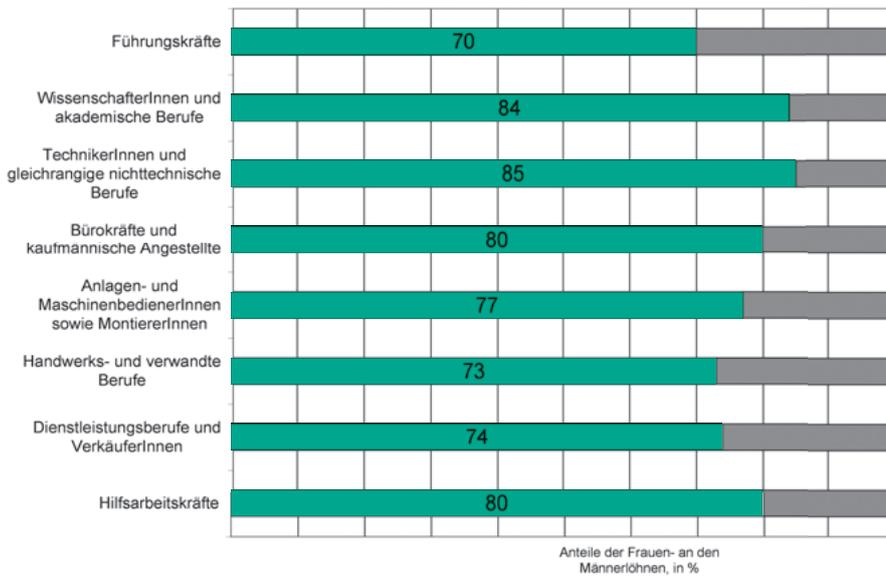 Führungskräfte
70
WissenschafterInnen und
akademische Berufe
84
TechnikerInnen und
gleichrangige nichttechnische
Berufe
85
Bürokräfte und
kaufmännische Angestellte
80
Anlagen- und
MaschinenbedienerInnen
sowie MontiererInnen
77
Handwerks- und verwandte
Berufe
73
Dienstleistungsberufe und
VerkäuferInnen
74
Hilfsarbeitskräfte
80
Anteile der Frauen- an den
Männerlöhnen, in %